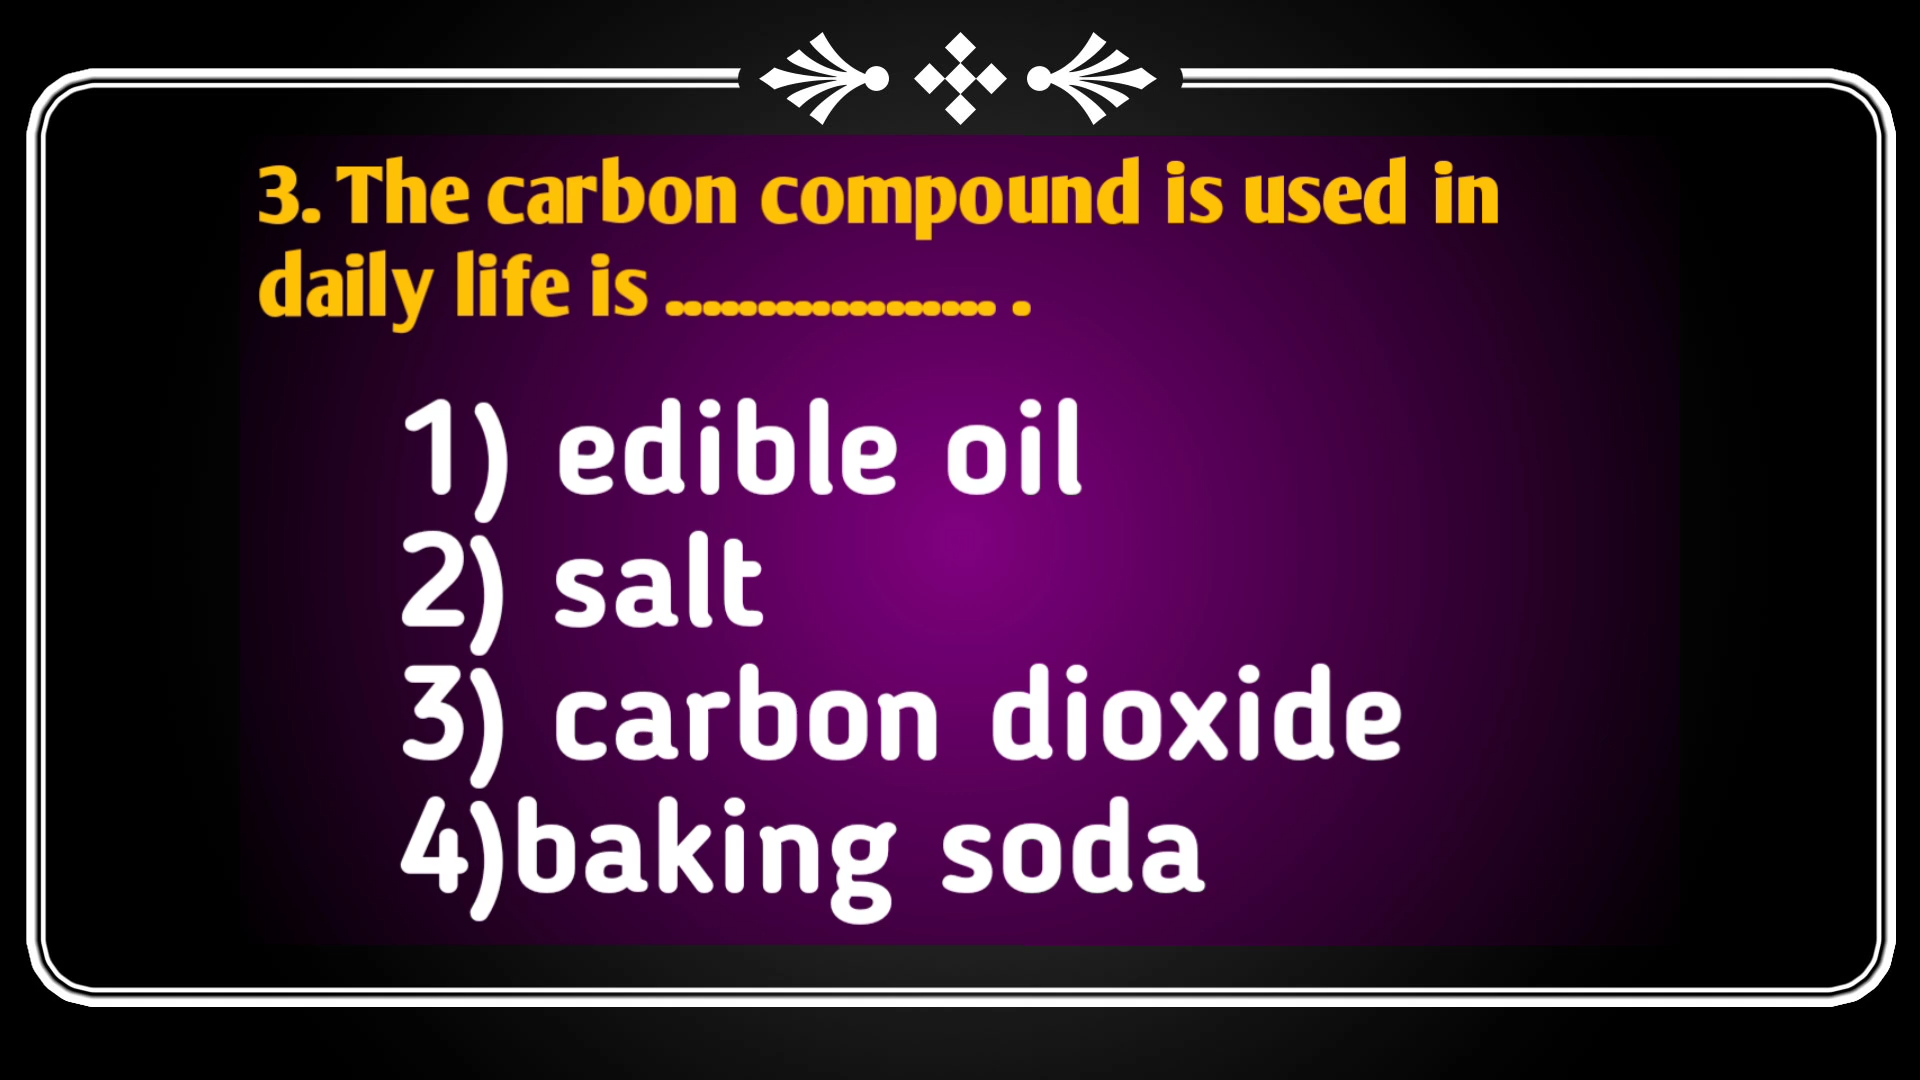 3. The carbon compound is used in
daily life is .................. .
1) edible oil
2) salt
3) carbon dioxide
4)baking soda